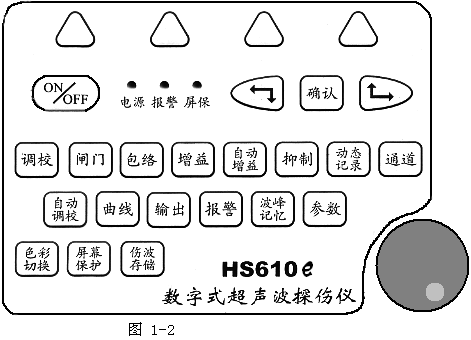 ON/OFF
电源 报警 屏保
确认
调校 闸门 包络 增益 自动增益 抑制 动态记录 通道
自动调校 曲线 输出 报警 波峰记忆 参数
色彩切换 屏幕保护 伤波存储
HS610e
数字式超声波探伤仪
图 1-2